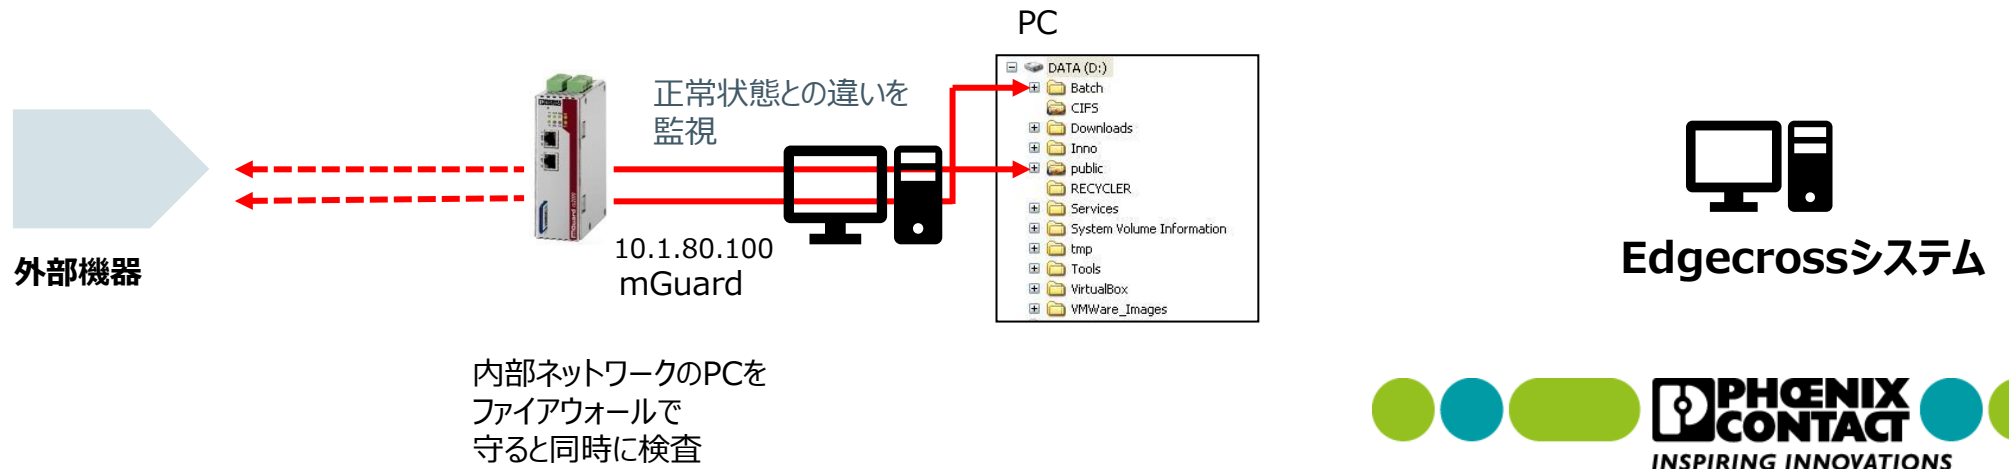 PC
DATA (D:)
Batch
CIFS
Downloads
Inno
public
RECYCLER
Services
System Volume Information
tmp
Tools
VirtualBox
VMWare_Images
正常状態との違いを
監視
10.1.80.100
mGuard
外部機器
Edgecrossシステム
内部ネットワークのPCを
ファイアウォールで
守ると同時に検査
PHŒNIX
CONTACT
INSPIRING INNOVATIONS